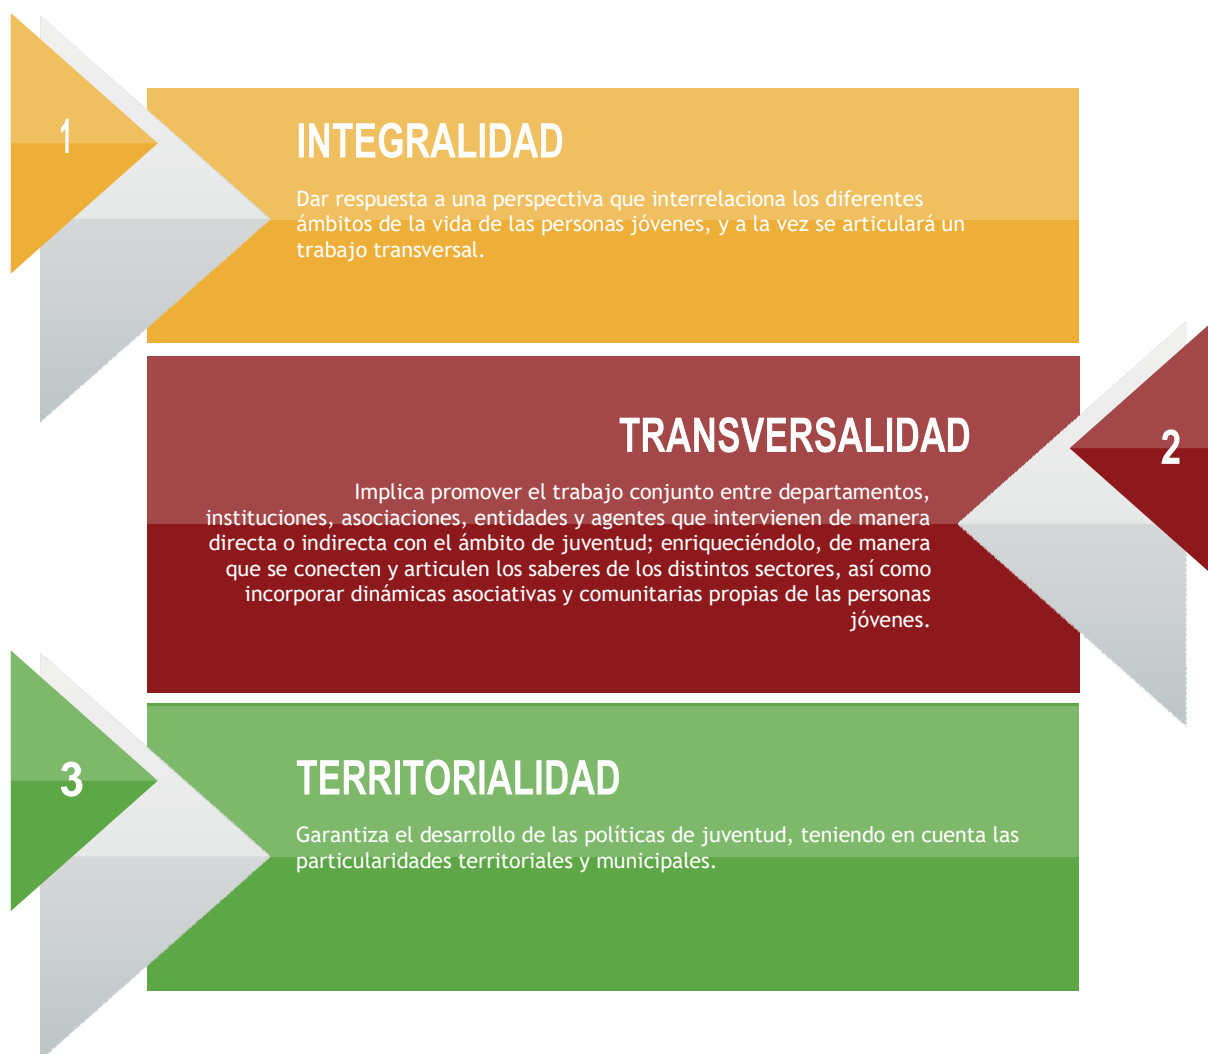 1
INTEGRALIDAD
Dar respuesta a una perspectiva que interrelaciona los diferentes
ámbitos de la vida de las personas jóvenes, y a la vez se articulará un
trabajo transversal.
TRANSVERSALIDAD
2
Implica promover el trabajo conjunto entre departamentos,
instituciones, asociaciones, entidades y agentes que intervienen de manera
directa o indirecta con el ámbito de juventud; enriqueciéndolo, de manera
que se conecten y articulen los saberes de los distintos sectores, así como
incorporar dinámicas asociativas y comunitarias propias de las personas
jóvenes.
3
TERRITORIALIDAD
Garantiza el desarrollo de las políticas de juventud, teniendo en cuenta las
particularidades territoriales y municipales.